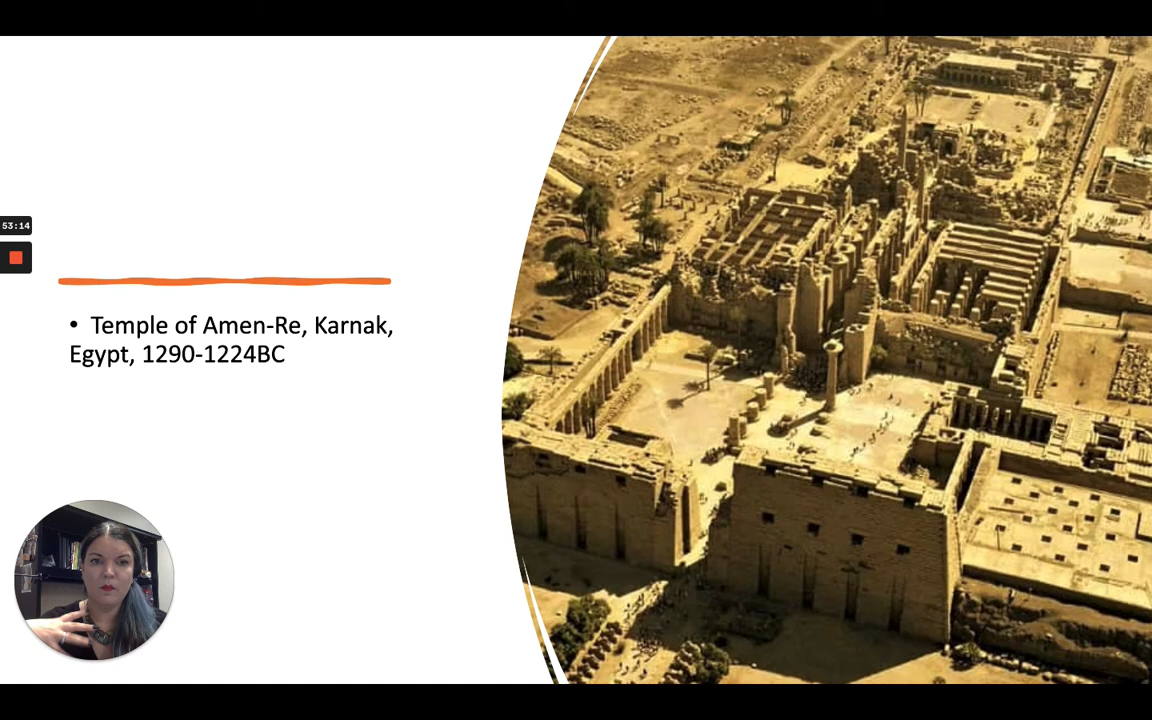 53:14
• Temple of Amen-Re, Karnak,
Egypt, 1290-1224BC